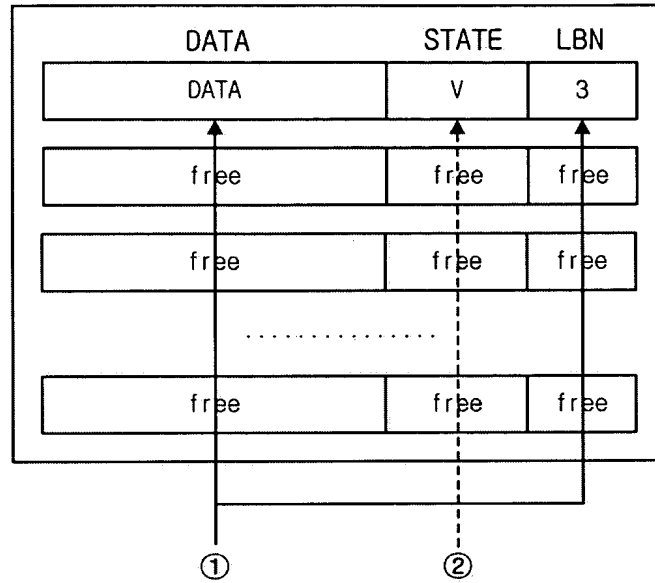 DATA STATE LBN
DATA V 3
free free free
free free free
. . . . . . . . . . . . . . . .
free free free
① ②